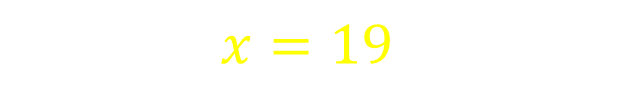 x = 19